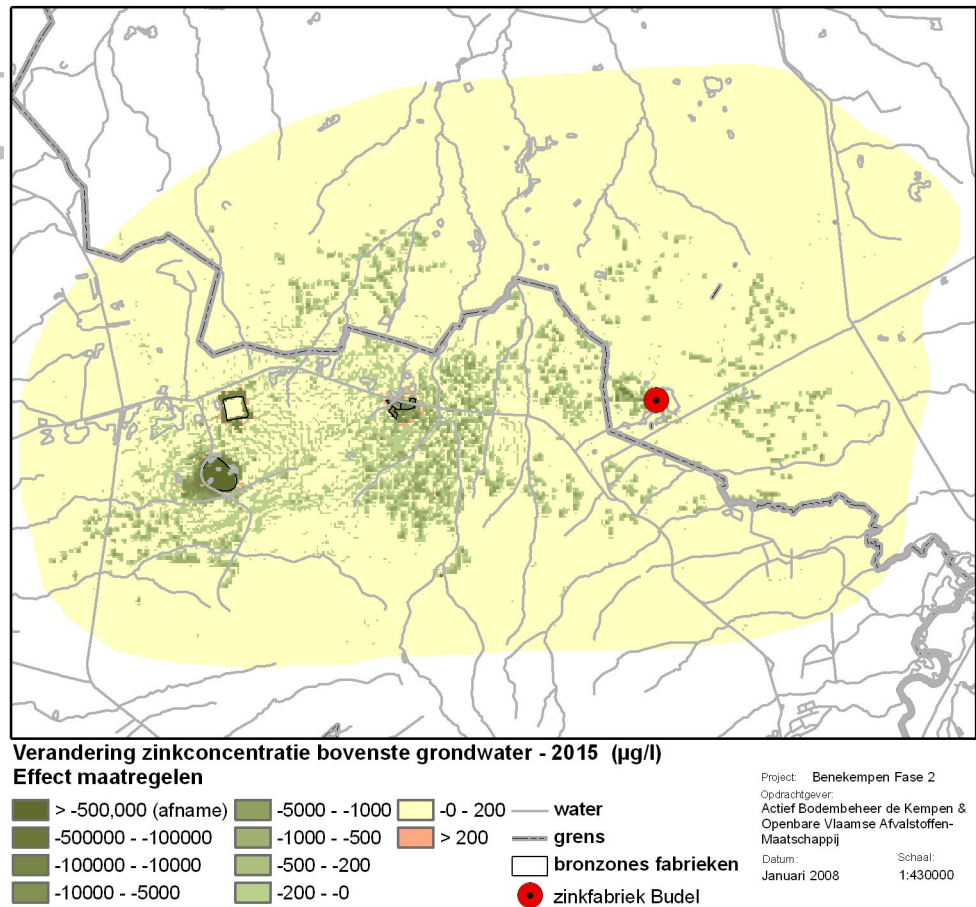 Verandering zinkconcentratie bovenste grondwater - 2015 (µg/l)
Effect maatregelen
> -500,000 (afname)
-500000 - -100000
-100000 - -10000
-10000 - -5000
-5000 - -1000
-1000 - -500
-500 - -200
-200 - -0
-0 - 200
> 200
water
grens
bronzones fabrieken
zinkfabriek Budel
Project: Benekempen Fase 2
Opdrachtgever:
Actief Bodembeheer de Kempen &
Openbare Vlaamse Afvalstoffen-
Maatschappij
Datum: Schaal:
Januari 2008 1:430000